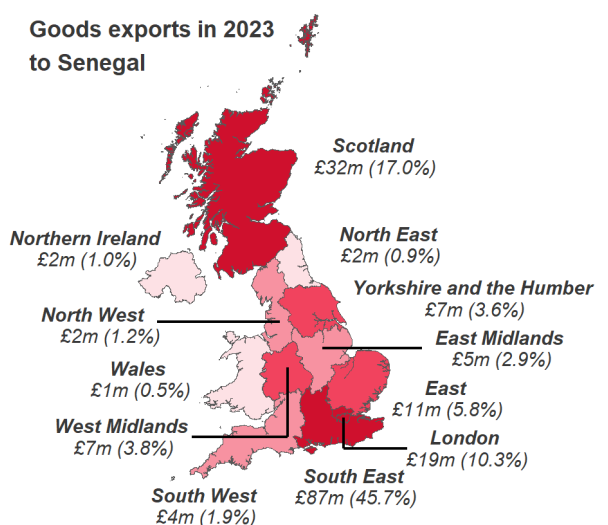 Goods exports in 2023
to Senegal
Scotland
£32m (17.0%)
Northern Ireland
£2m (1.0%)
North East
£2m (0.9%)
Yorkshire and the Humber
£7m (3.6%)
North West
£2m (1.2%)
East Midlands
£5m (2.9%)
Wales
£1m (0.5%)
East
£11m (5.8%)
West Midlands
£7m (3.8%)
London
£19m (10.3%)
South East
£87m (45.7%)
South West
£4m (1.9%)